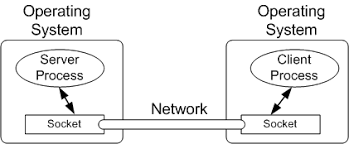 Operating
System
Operating
System
Server
Process
Client
Process
Network
Socket
Socket